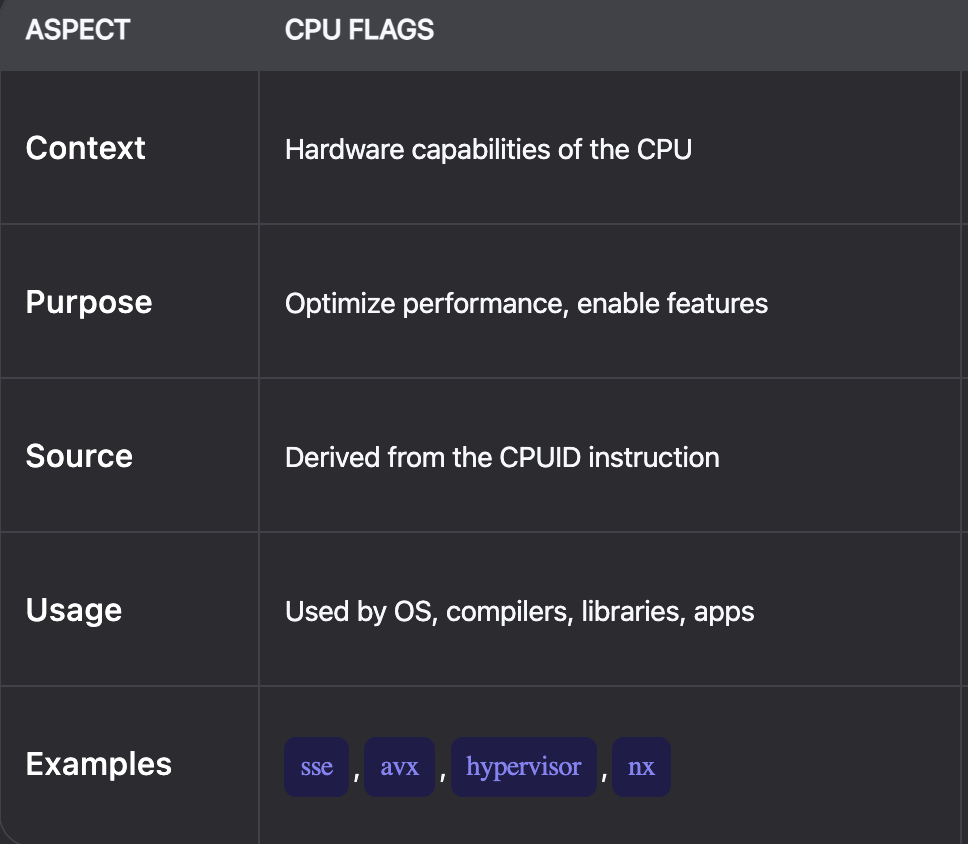 ASPECT CPU FLAGS
Context Hardware capabilities of the CPU
Purpose Optimize performance, enable features
Source Derived from the CPUID instruction
Usage Used by OS, compilers, libraries, apps
Examples sse , avx , hypervisor , nx